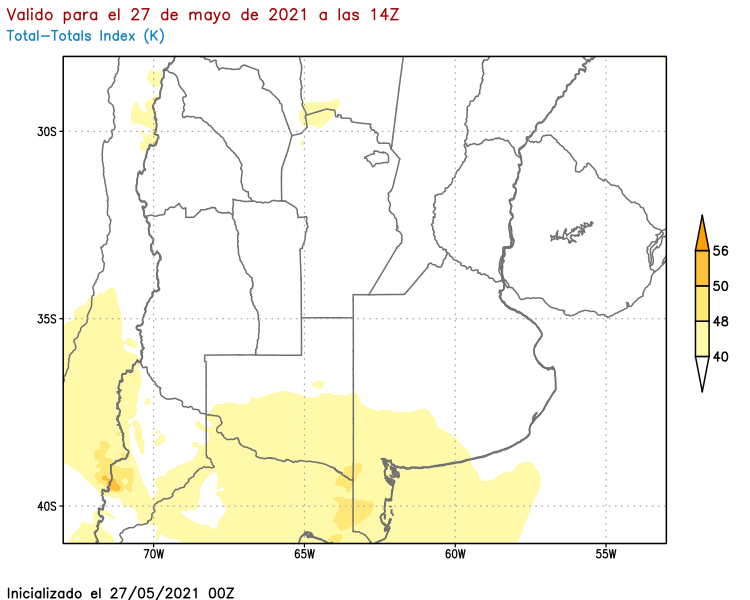 Valido para el 27 de mayo de 2021 a las 14Z
Total-Totals Index (K)
30S
35S
40S
70W
65W
60W
55W
56
50
48
40
Inicializado el 27/05/2021 00Z